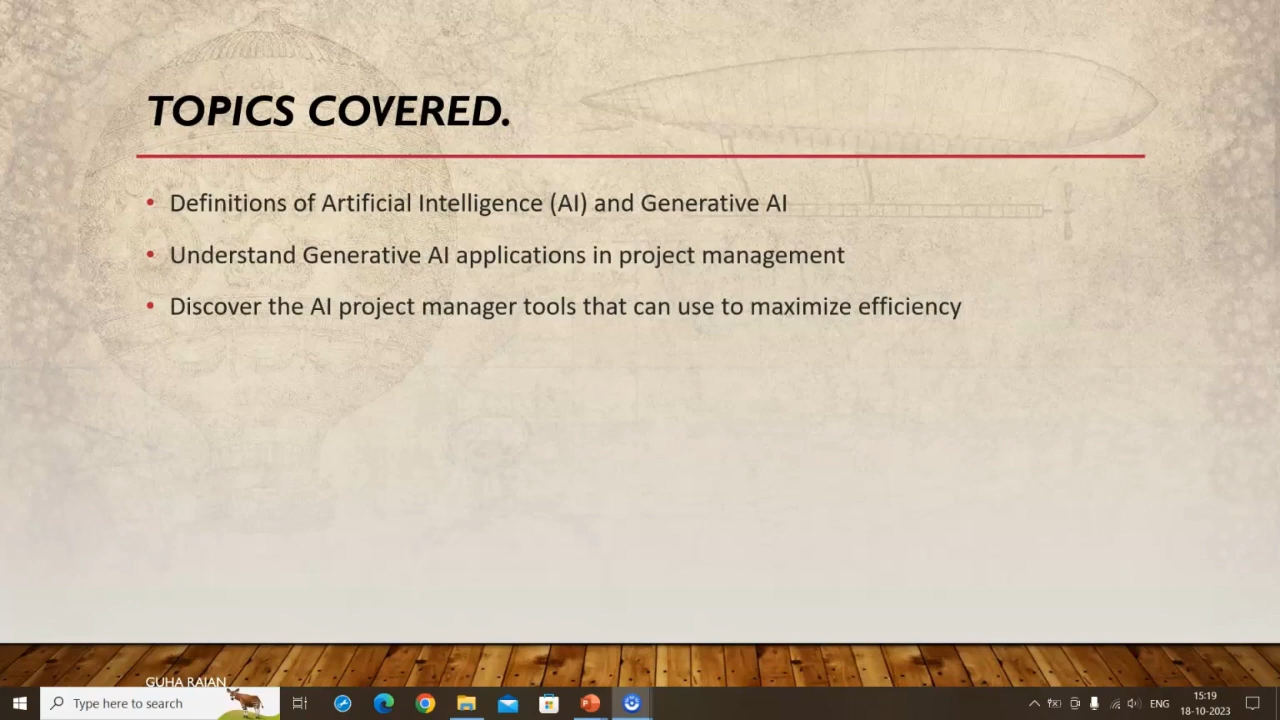 TOPICS COVERED.
• Definitions of Artificial Intelligence (AI) and Generative AI
• Understand Generative AI applications in project management
• Discover the AI project manager tools that can use to maximize efficiency
GUHA RAJAN
Type here to search
ENG
15:19
18-10-2023